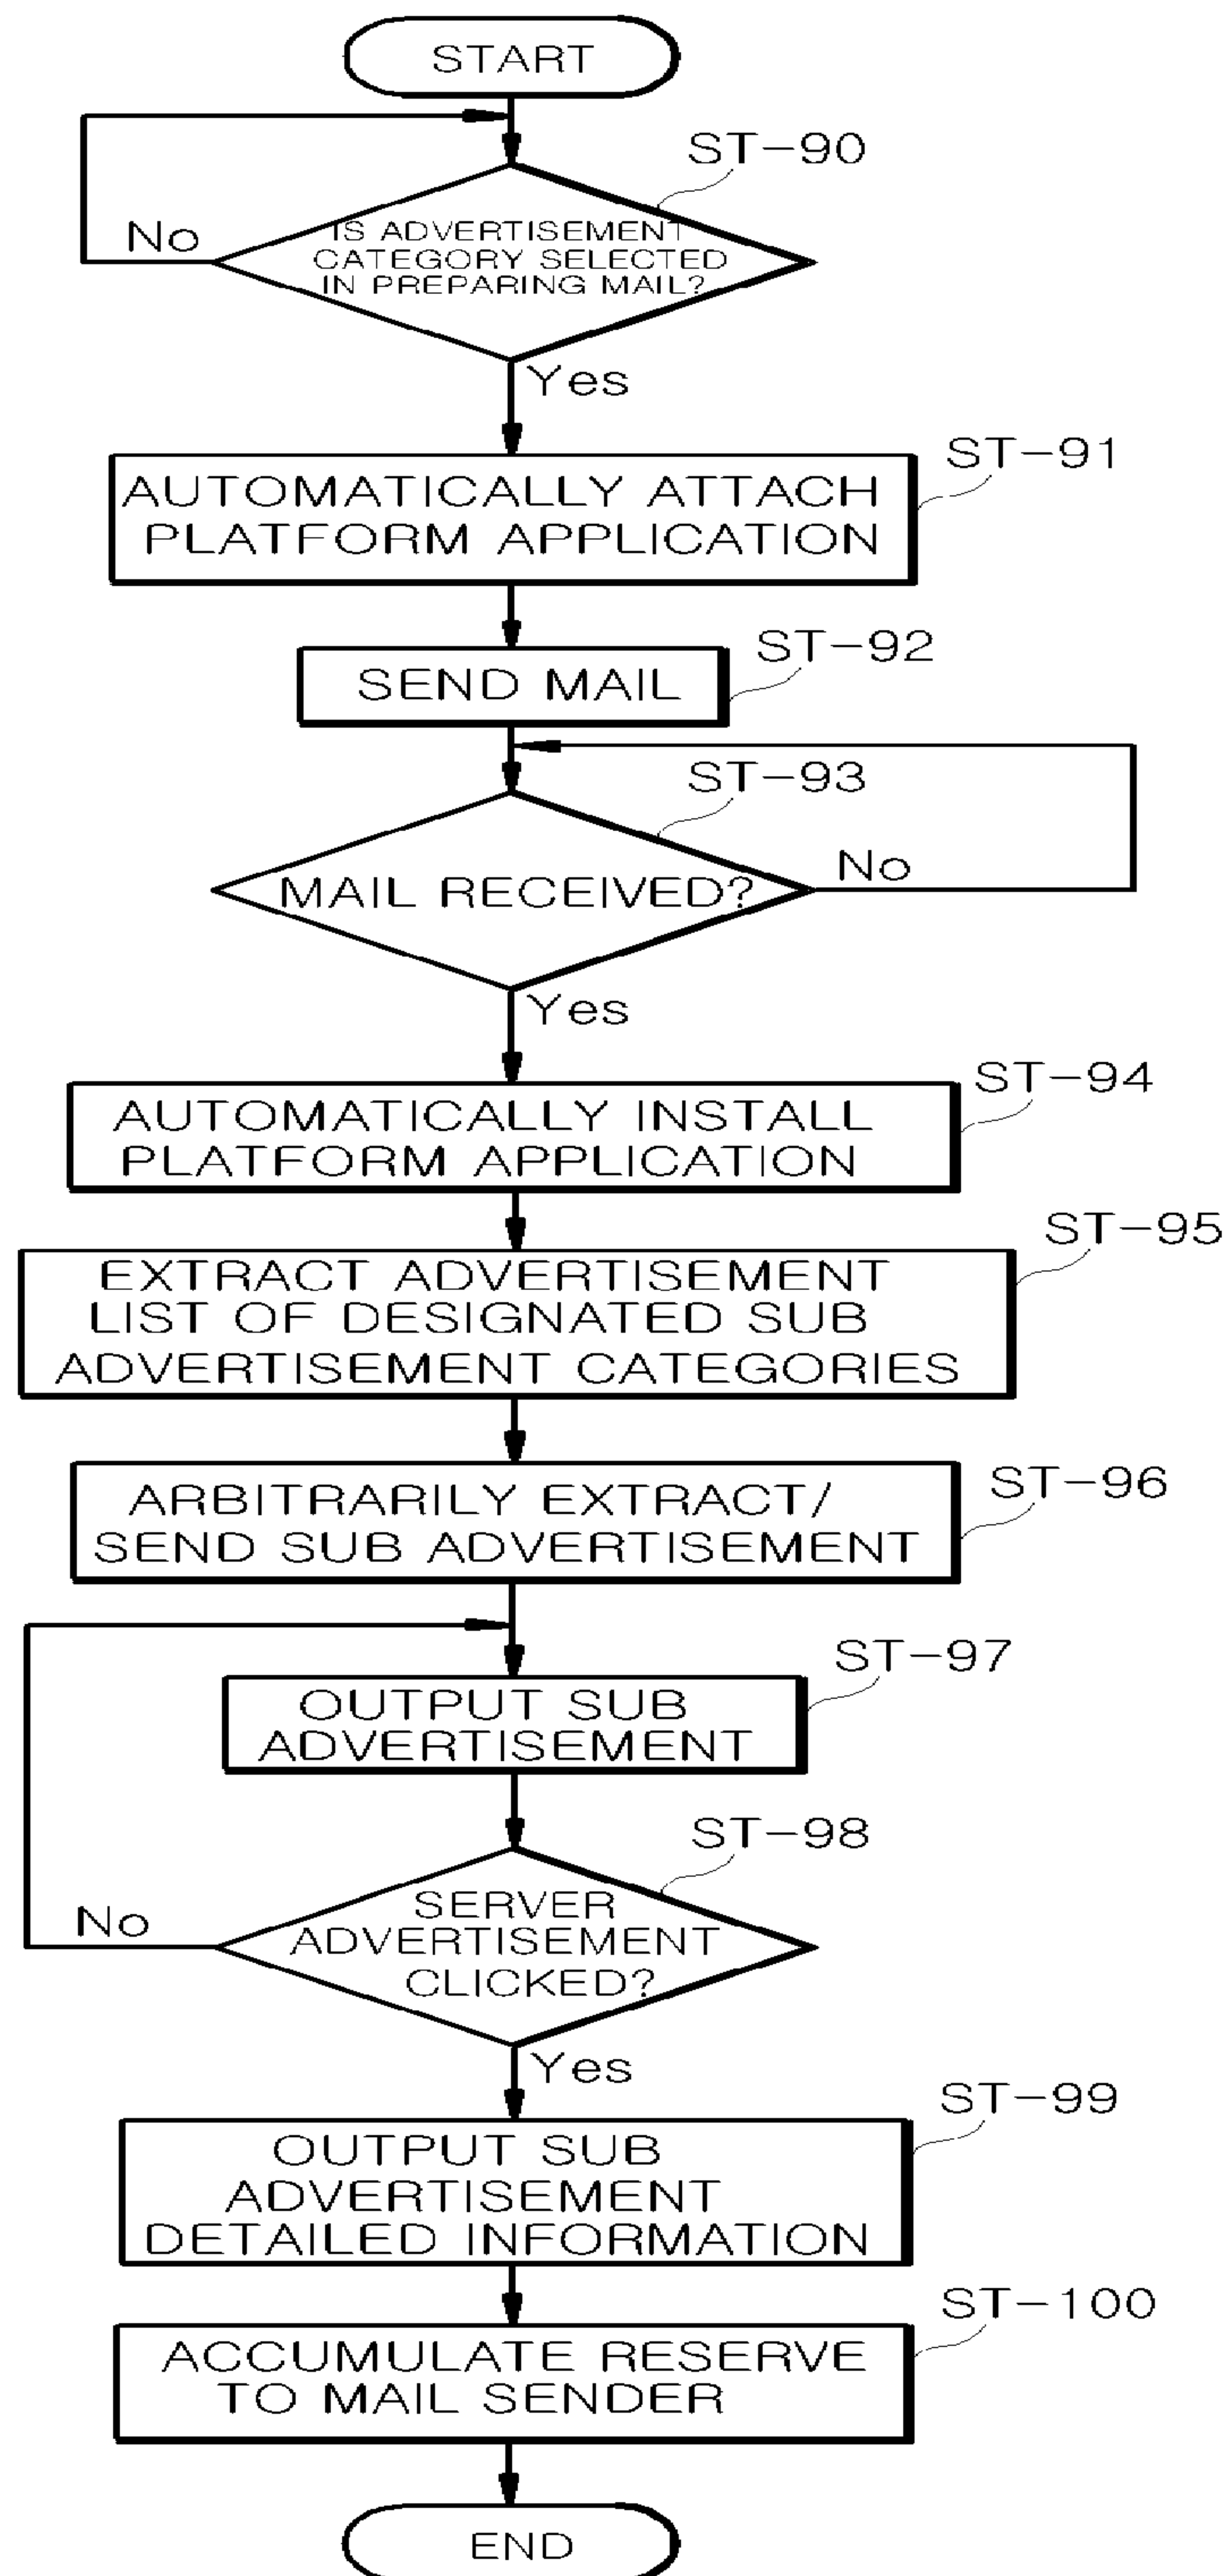 START
ST-90
No
IS ADVERTISEMENT
CATEGORY SELECTED
IN PREPARING MAIL?
Yes
ST-91
AUTOMATICALLY ATTACH
PLATFORM APPLICATION
ST-92
SEND MAIL
ST-93
No
MAIL RECEIVED?
Yes
ST-94
AUTOMATICALLY INSTALL
PLATFORM APPLICATION
ST-95
EXTRACT ADVERTISEMENT
LIST OF DESIGNATED SUB
ADVERTISEMENT CATEGORIES
ST-96
ARBITRARILY EXTRACT/
SEND SUB ADVERTISEMENT
ST-97
OUTPUT SUB
ADVERTISEMENT
ST-98
No
SERVER
ADVERTISEMENT
CLICKED?
Yes
ST-99
OUTPUT SUB
ADVERTISEMENT
DETAILED INFORMATION
ST-100
ACCUMULATE RESERVE
TO MAIL SENDER
END